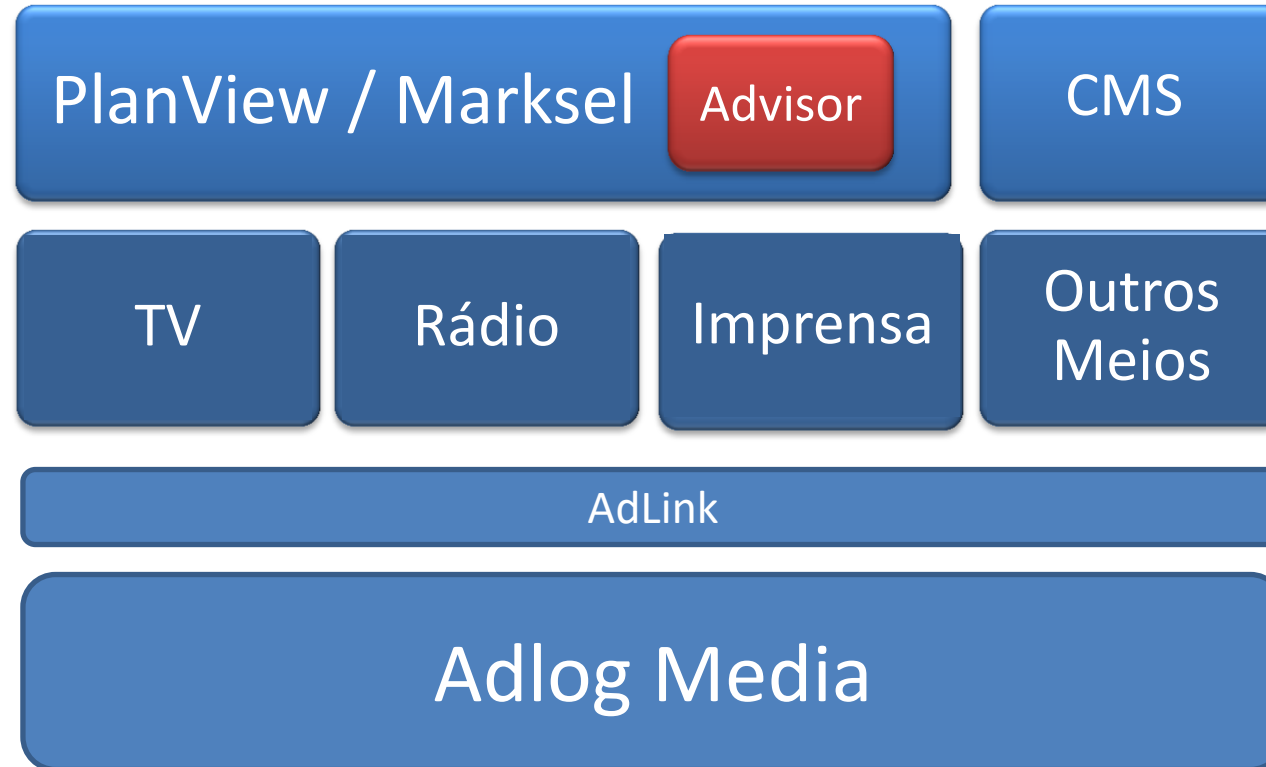 PlanView / Marksel
Advisor
CMS
TV
Rádio
Imprensa
Outros
Meios
AdLink
Adlog Media